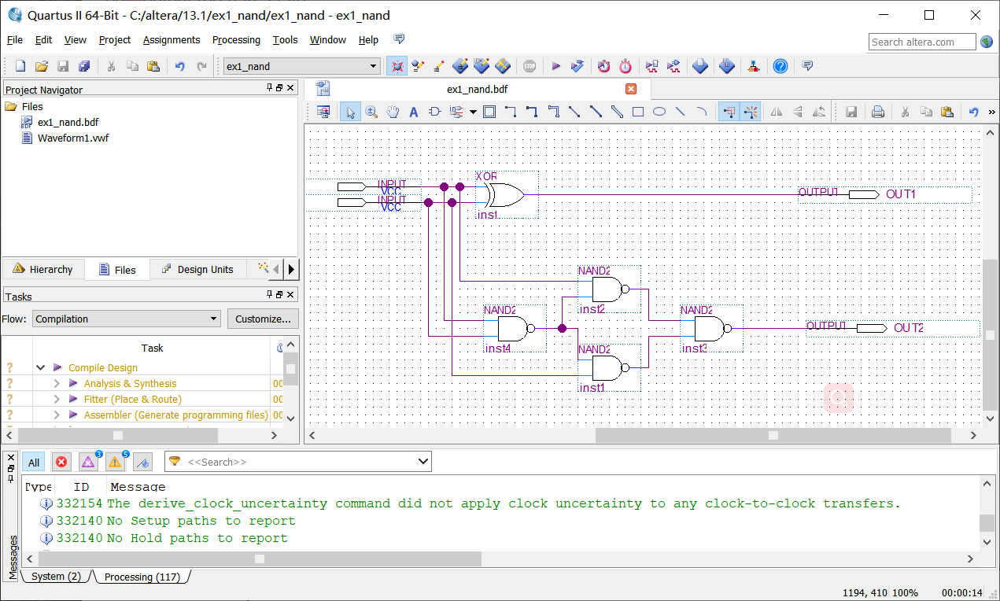 Quartus II 64-Bit - C:/altera/13.1/ex1_nand/ex1_nand - ex1_nand
File Edit View Project Assignments Processing Tools Window Help
Search altera.com
ex1_nand
STOP
Project Navigator
Files
ex1_nand.bdf
Waveform1.vwf
Hierarchy Files Design Units
Tasks
Flow: Compilation Customize...
Task
Compile Design
Analysis & Synthesis 00
Fitter (Place & Route) 00
Assembler (Generate programming files) 00
ex1_nand.bdf
XOR
INPUT
VCC
INPUT
VCC
inst
OUTPUT OUT1
NAND2
inst2
NAND2
inst4
NAND2
inst3
OUTPUT OUT2
NAND2
inst1
All 3 5 <<Search>>
Type ID Message
332154 The derive_clock_uncertainty command did not apply clock uncertainty to any clock-to-clock transfers.
332140 No Setup paths to report
332140 No Hold paths to report
Messages
System (2) Processing (117)
1194, 410 100% 00:00:14